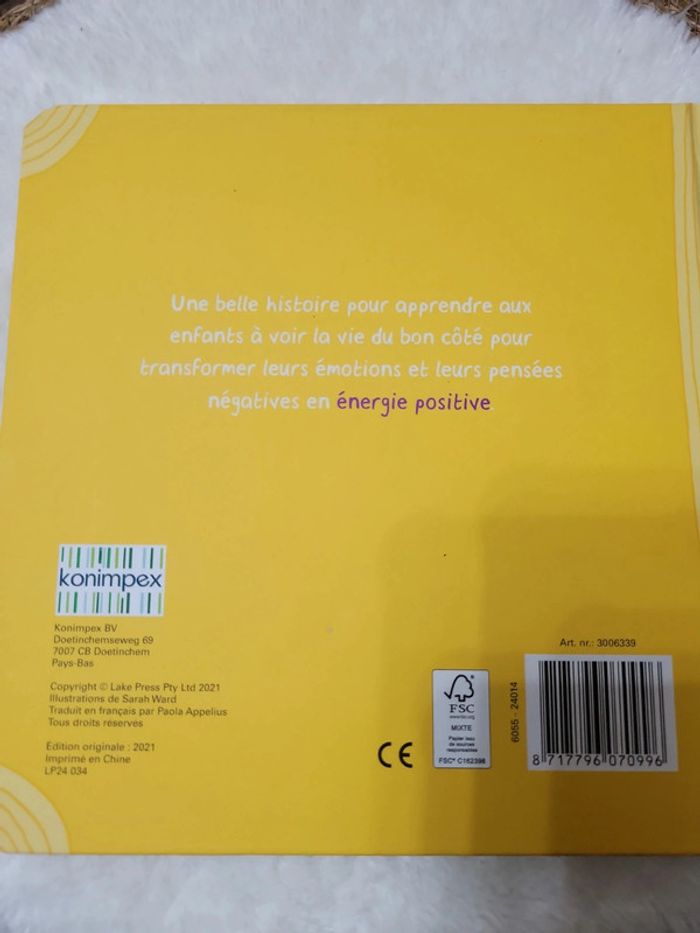 Une belle histoire pour apprendre aux
enfants à voir la vie du bon côté pour
transformer leurs émotions et leurs pensées
négatives en énergie positive.
konimpex
Konimpex BV
Doetinchemseweg 69
7007 CB Doetinchem
Pays-Bas
Copyright © Lake Press Pty Ltd 2021
Illustrations de Sarah Ward
Traduit en français par Paola Appelius
Tous droits réservés
Édition originale : 2021
Imprimé en Chine
LP24 034
CE
FSC
www.fsc.org
MIXTE
Papier issu
de sources
responsables
FSC® C162398
6055 - 24014
Art. nr.: 3006339
8 717796 070996